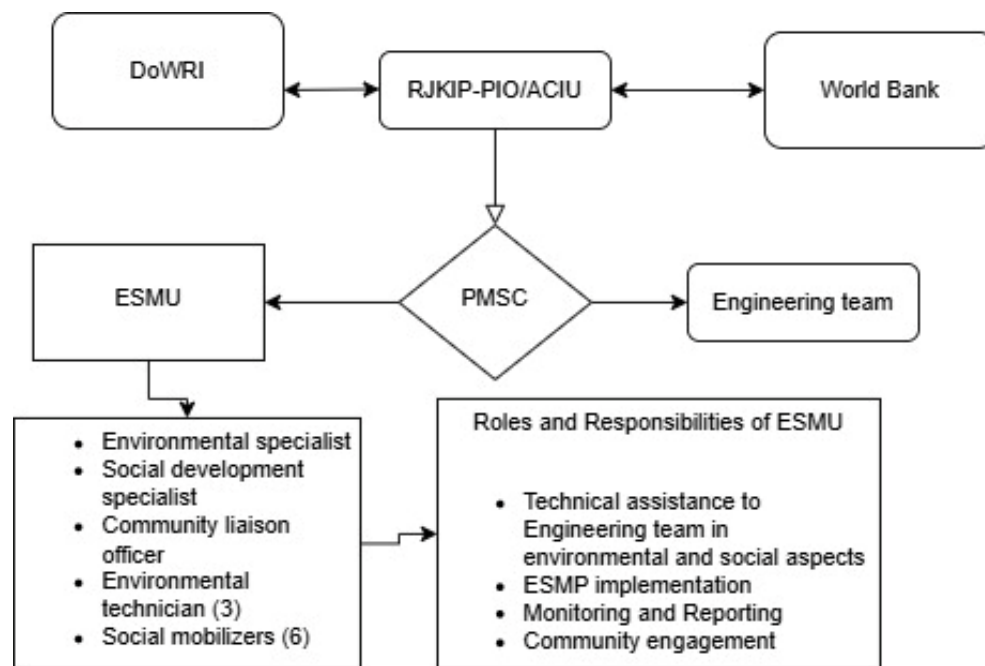 DoWRI
RJKIP-PIO/ACIU
World Bank
ESMU
PMSC
Engineering team
• Environmental specialist
• Social development
specialist
• Community liaison
officer
• Environmental
technician (3)
• Social mobilizers (6)
Roles and Responsibilities of ESMU
• Technical assistance to
Engineering team in
environmental and social aspects
• ESMP implementation
• Monitoring and Reporting
• Community engagement